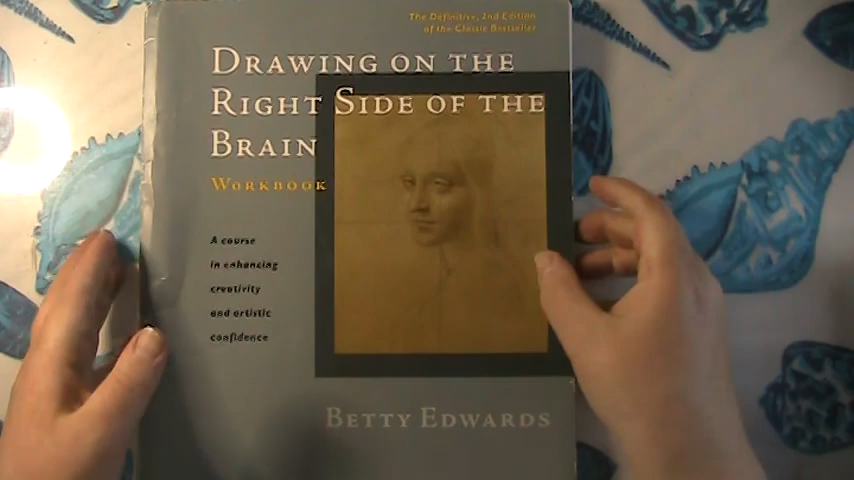 The Definitive, 2nd Edition
of the Classic Bestseller
DRAWING ON THE
RIGHT SIDE OF THE
BRAIN
WORKBOOK
A course
in enhancing
creativity
and artistic
confidence
BETTY EDWARDS